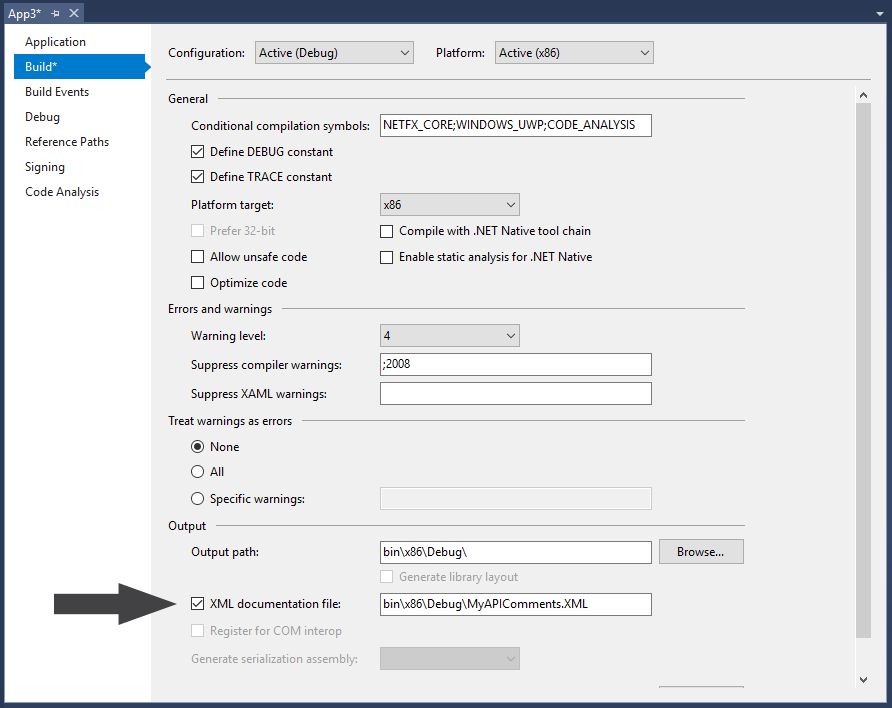 App3*
Application
Build*
Build Events
Debug
Reference Paths
Signing
Code Analysis
Configuration: Active (Debug) Platform: Active (x86)
General
Conditional compilation symbols: NETFX_CORE;WINDOWS_UWP;CODE_ANALYSIS
Define DEBUG constant
Define TRACE constant
Platform target: x86
Prefer 32-bit Compile with .NET Native tool chain
Allow unsafe code Enable static analysis for .NET Native
Optimize code
Errors and warnings
Warning level: 4
Suppress compiler warnings: ;2008
Suppress XAML warnings:
Treat warnings as errors
None
All
Specific warnings:
Output
Output path: bin\x86\Debug\ Browse...
Generate library layout
XML documentation file: bin\x86\Debug\MyAPIComments.XML
Register for COM interop
Generate serialization assembly: